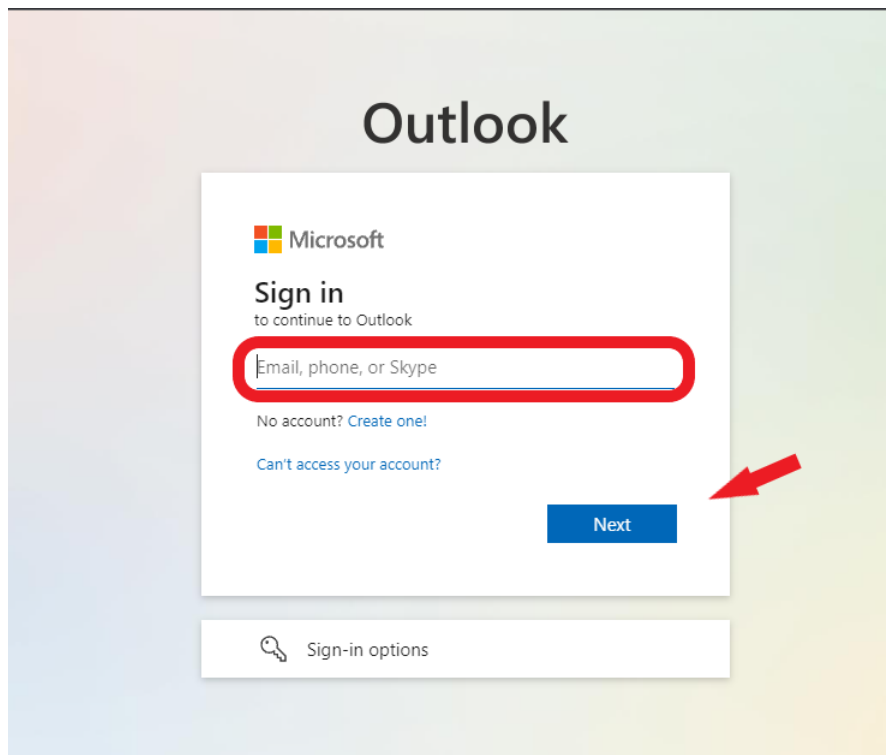 Outlook
Microsoft
Sign in
to continue to Outlook
Email, phone, or Skype
No account? Create one!
Can't access your account?
Next
Sign-in options